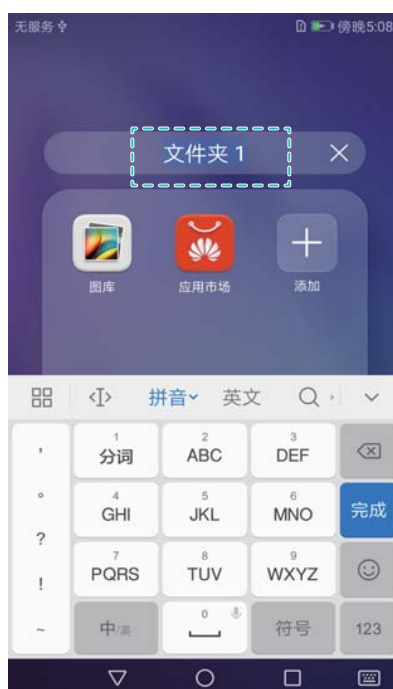 无服务
傍晚5:08
文件夹 1
图库
应用市场
添加
拼音
英文
,
1
分词
2
ABC
3
DEF
。
4
GHI
5
JKL
6
MNO
完成
?
7
PQRS
8
TUV
9
WXYZ
!
~
中/英
0
符号
123